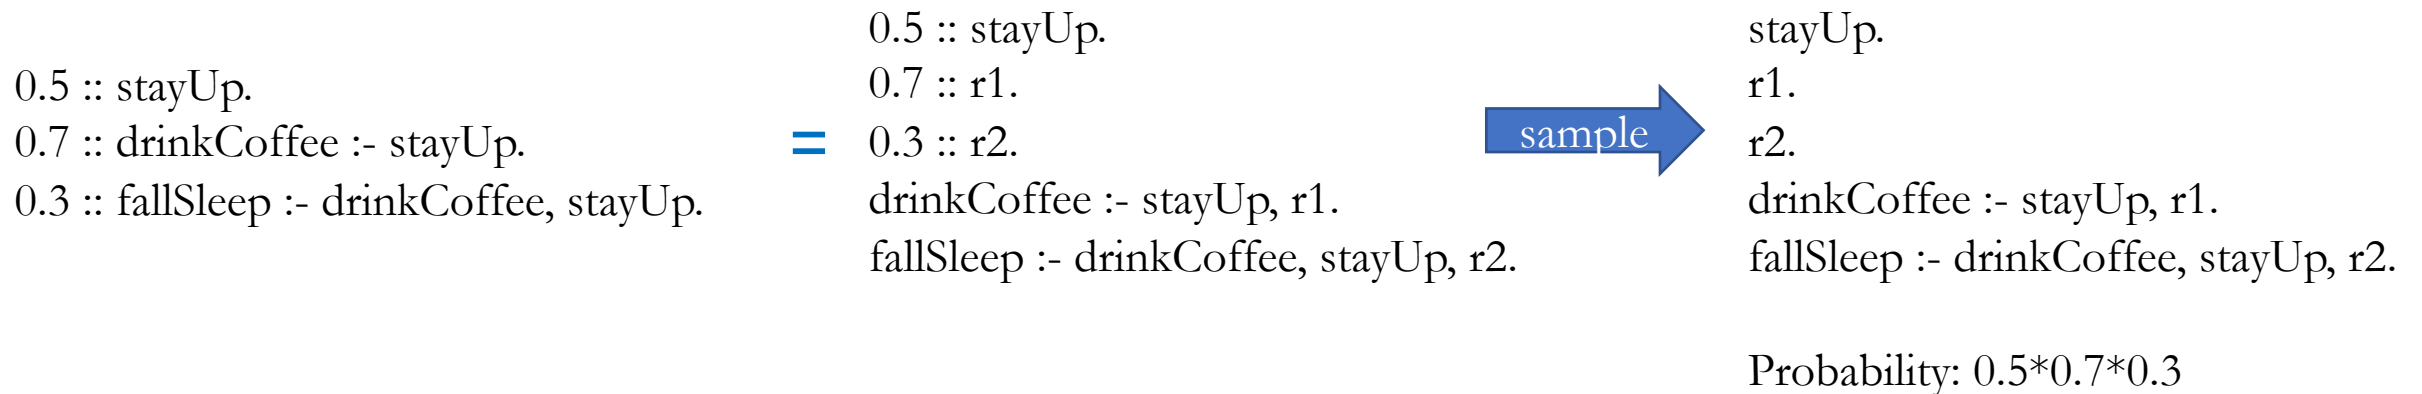 0.5 :: stayUp.
0.7 :: drinkCoffee :- stayUp.
0.3 :: fallSleep :- drinkCoffee, stayUp.
=
0.5 :: stayUp.
0.7 :: r1.
0.3 :: r2.
drinkCoffee :- stayUp, r1.
fallSleep :- drinkCoffee, stayUp, r2.
sample
stayUp.
r1.
r2.
drinkCoffee :- stayUp, r1.
fallSleep :- drinkCoffee, stayUp, r2.
Probability: 0.5*0.7*0.3